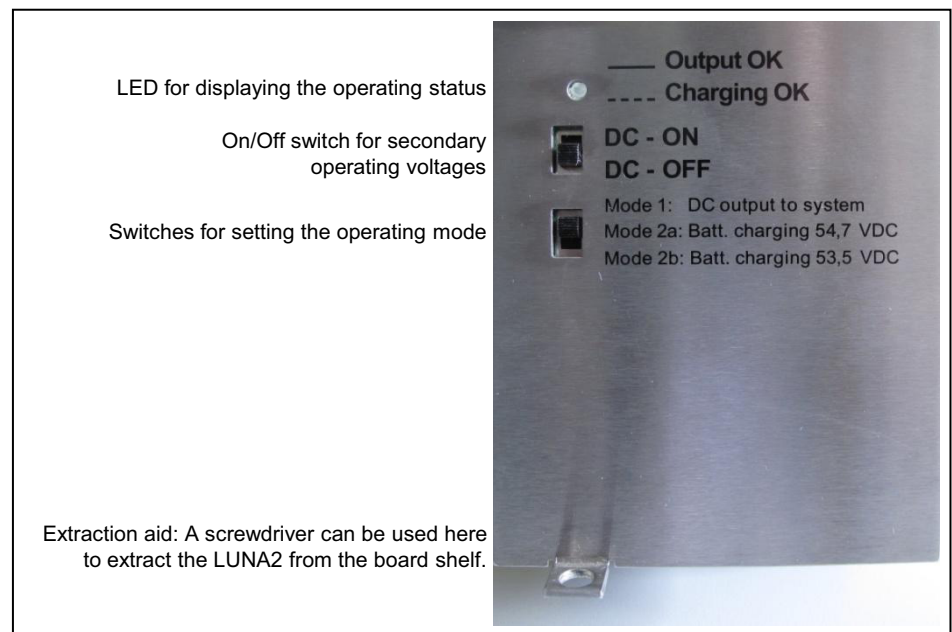 LED for displaying the operating status
On/Off switch for secondary
operating voltages
Switches for setting the operating mode
Extraction aid: A screwdriver can be used here
to extract the LUNA2 from the board shelf.
Output OK
Charging OK
DC - ON
DC - OFF
Mode 1: DC output to system
Mode 2a: Batt. charging 54,7 VDC
Mode 2b: Batt. charging 53,5 VDC